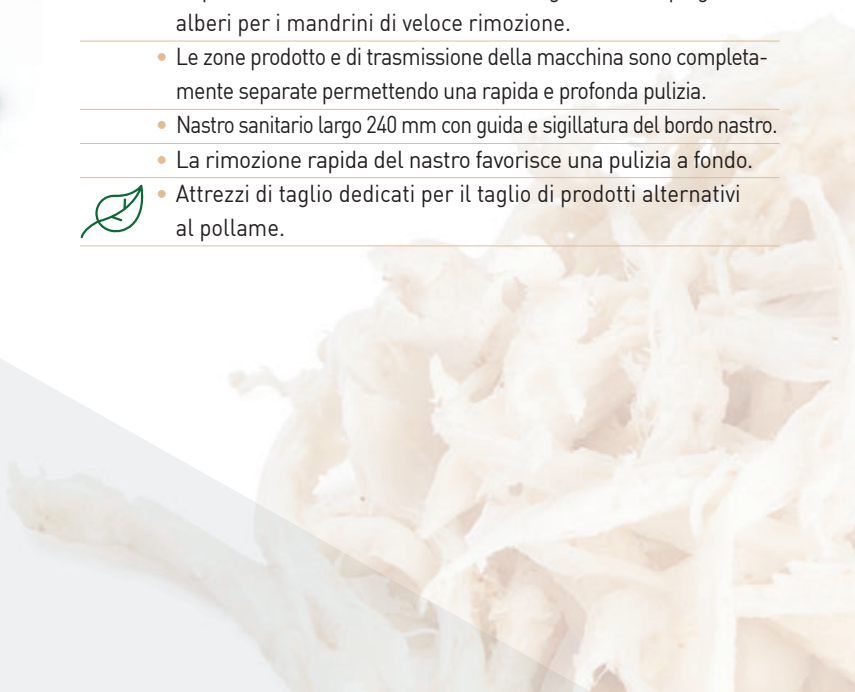 alberi per i mandrini di veloce rimozione.
• Le zone prodotto e di trasmissione della macchina sono completa-
mente separate permettendo una rapida e profonda pulizia.
• Nastro sanitario largo 240 mm con guida e sigillatura del bordo nastro.
• La rimozione rapida del nastro favorisce una pulizia a fondo.
• Attrezzi di taglio dedicati per il taglio di prodotti alternativi
al pollame.